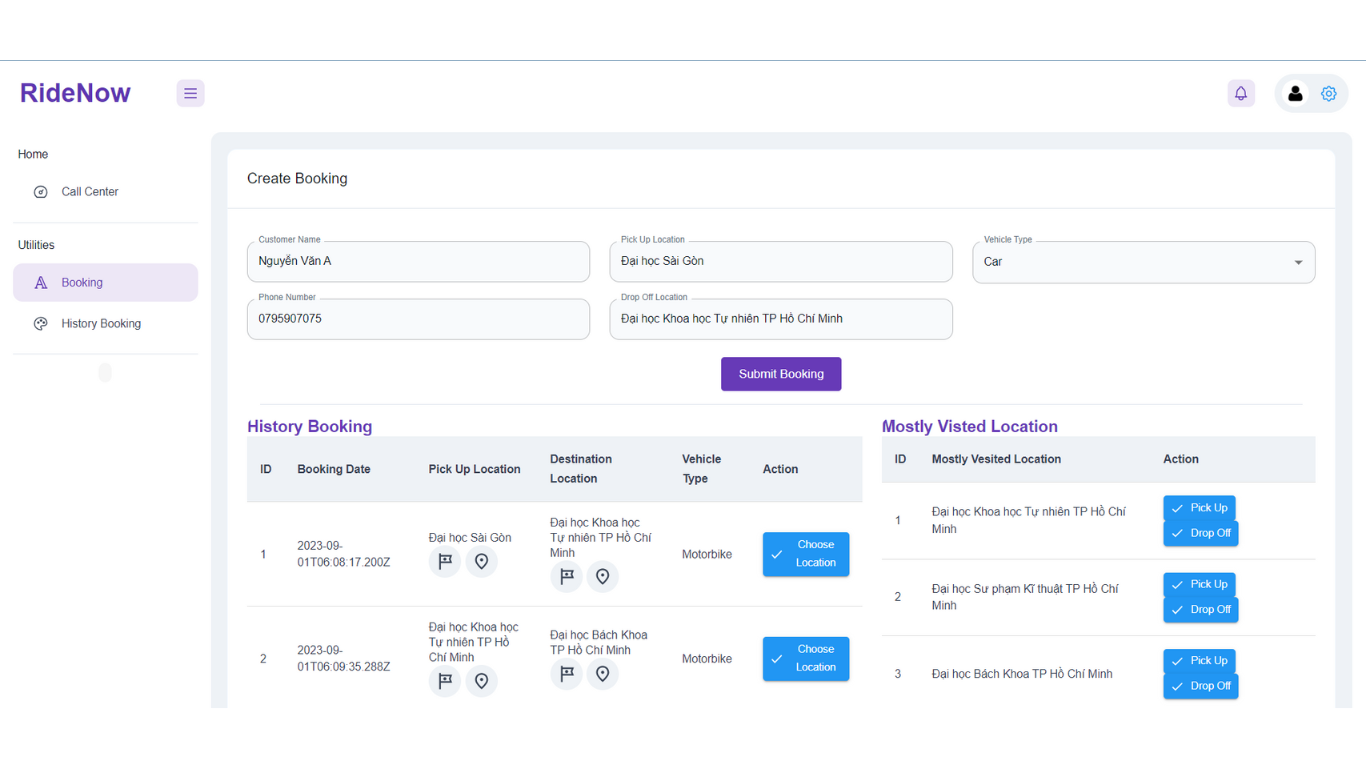 RideNow
Home
Call Center
Utilities
Booking
History Booking
Create Booking
Customer Name
Nguyễn Văn A
Pick Up Location
Đại học Sài Gòn
Vehicle Type
Car
Phone Number
0795907075
Drop Off Location
Đại học Khoa học Tự nhiên TP Hồ Chí Minh
Submit Booking
History Booking
ID
Booking Date
Pick Up Location
Destination
Location
Vehicle
Type
Action
1
2023-09-
01T06:08:17.200Z
Đại học Sài Gòn
Đại học Khoa học
Tự nhiên TP Hồ Chí
Minh
Motorbike
Choose
Location
2
2023-09-
01T06:09:35.288Z
Đại học Khoa học
Tự nhiên TP Hồ
Chí Minh
Đại học Bách Khoa
TP Hồ Chí Minh
Motorbike
Choose
Location
Mostly Visted Location
ID
Mostly Vesited Location
Action
1
Đại học Khoa học Tự nhiên TP Hồ Chí
Minh
Pick Up
Drop Off
2
Đại học Sư phạm Kĩ thuật TP Hồ Chí
Minh
Pick Up
Drop Off
3
Đại học Bách Khoa TP Hồ Chí Minh
Pick Up
Drop Off